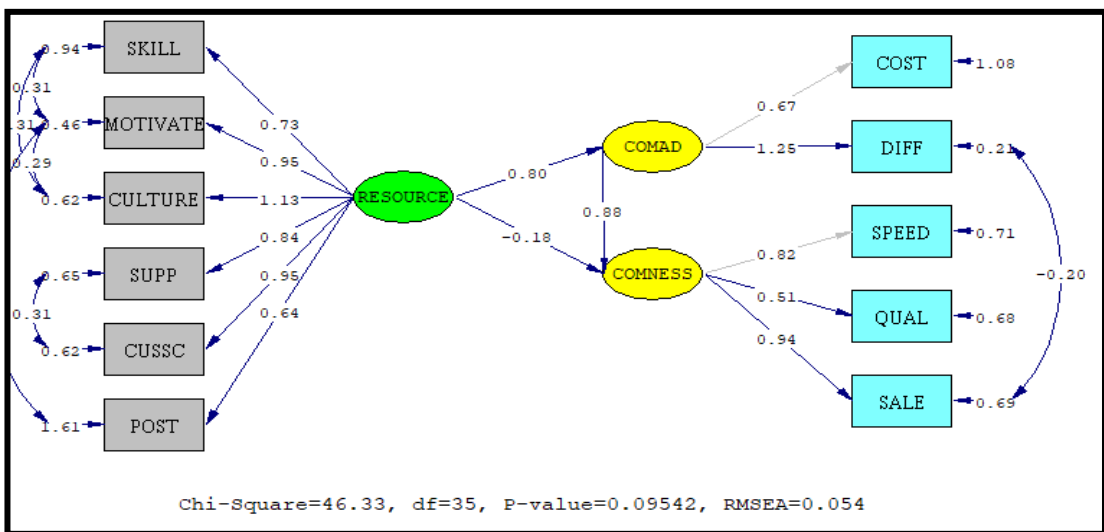 0.94
SKILL
COST
1.08
0.31
0.67
0.73
.31
0.46
MOTIVATE
COMAD
1.25
DIFF
0.21
0.29
0.95
0.80
0.62
CULTURE
1.13
RESOURCE
0.88
SPEED
0.71
0.84
-0.18
0.82
0.65
SUPP
COMNESS
-0.20
0.95
0.51
0.31
0.64
QUAL
0.68
0.62
CUSSC
0.94
SALE
0.69
1.61
POST
Chi-Square=46.33, df=35, P-value=0.09542, RMSEA=0.054